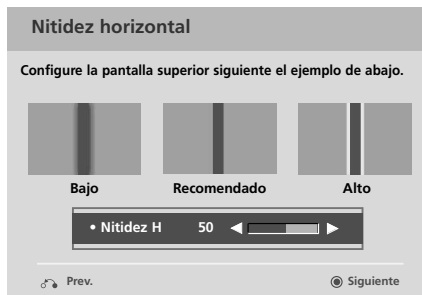 Nitidez horizontal
Configure la pantalla superior siguiente el ejemplo de abajo.
Bajo Recomendado Alto
• Nitidez H 50
Prev. Siguiente